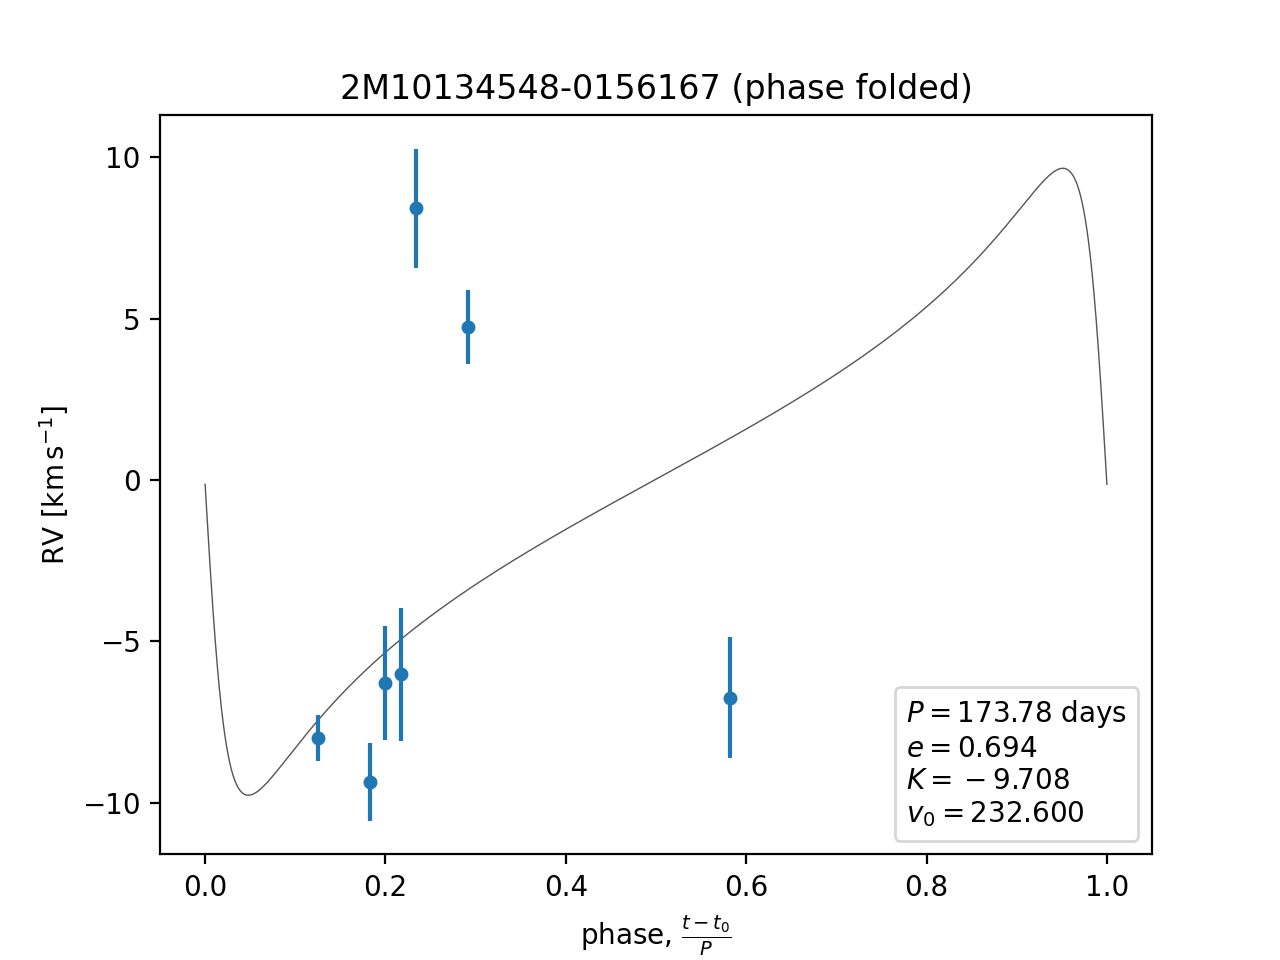 2M10134548-0156167 (phase folded)
10
5
0
−5
−10
RV [km s⁻¹]
P = 173.78 days
e = 0.694
K = −9.708
v₀ = 232.600
0.0 0.2 0.4 0.6 0.8 1.0
phase, (t − t₀)/P